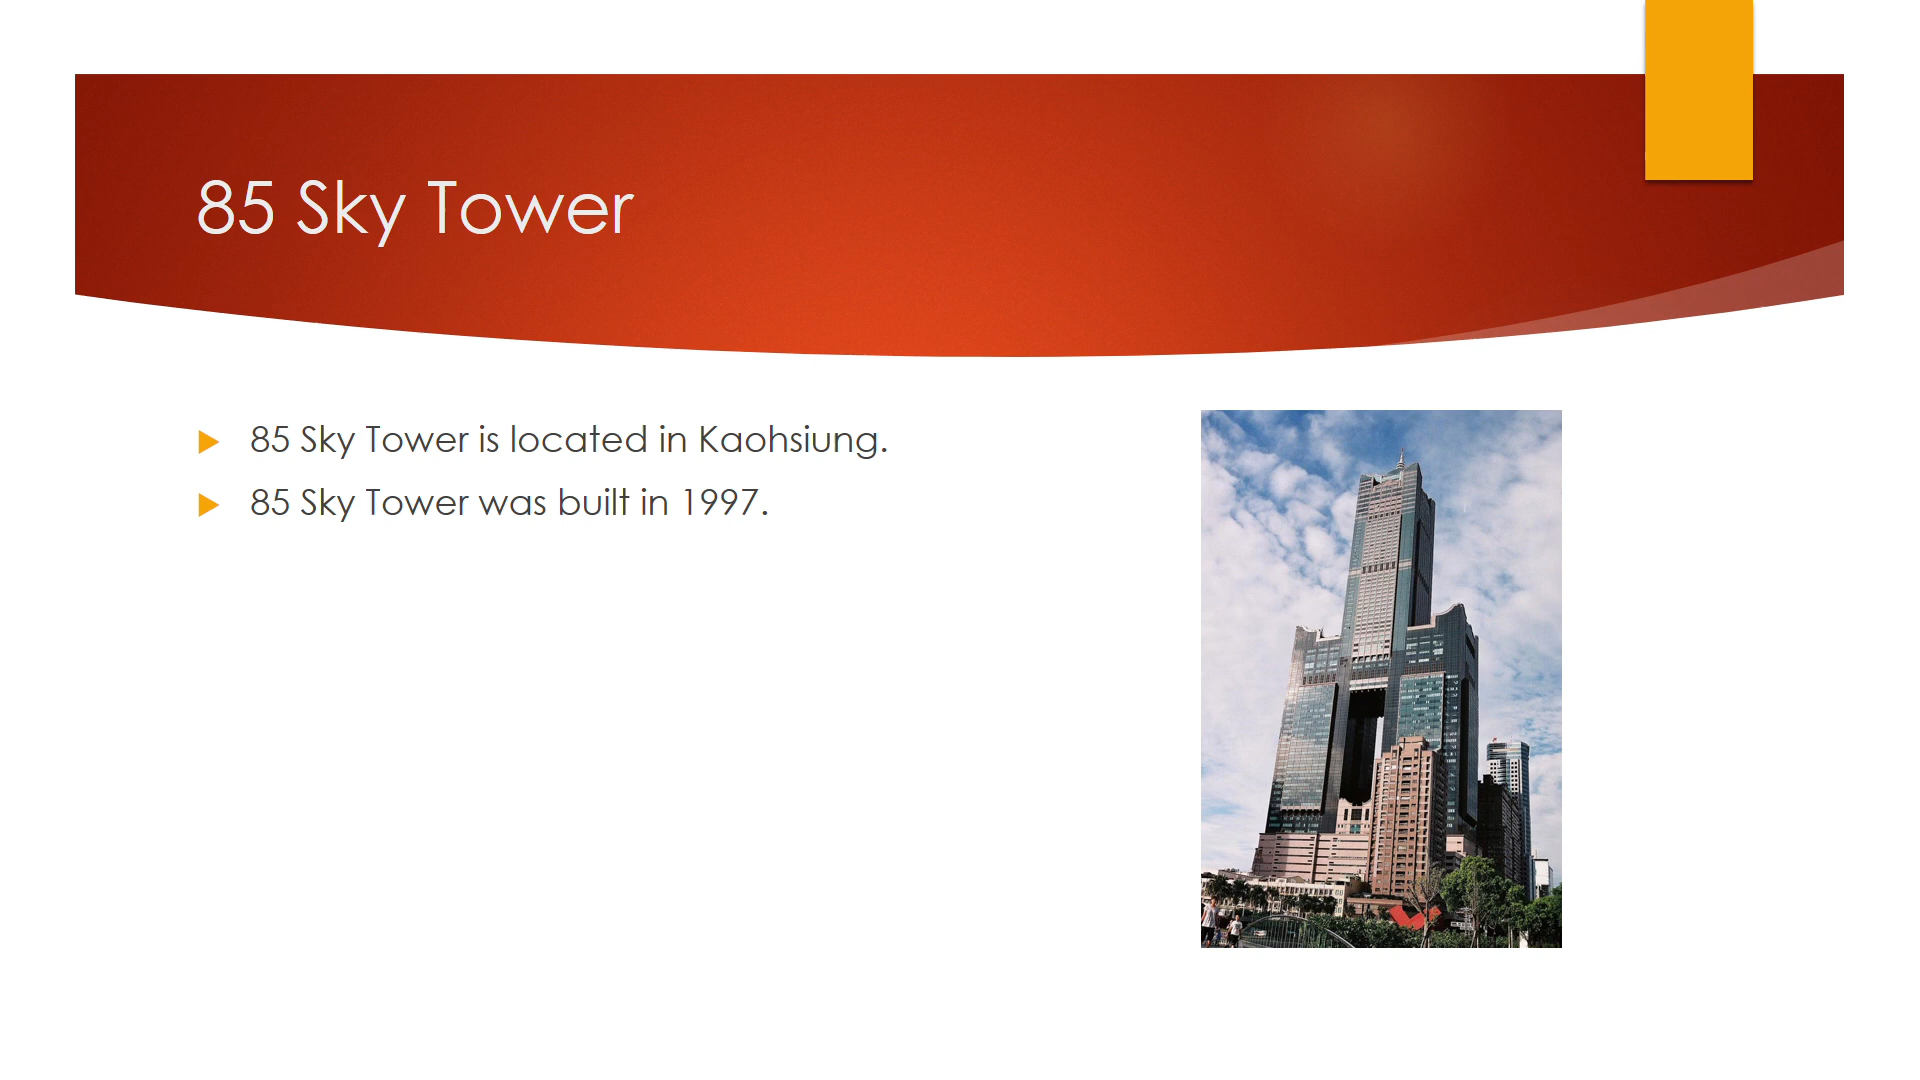 85 Sky Tower
85 Sky Tower is located in Kaohsiung.
85 Sky Tower was built in 1997.